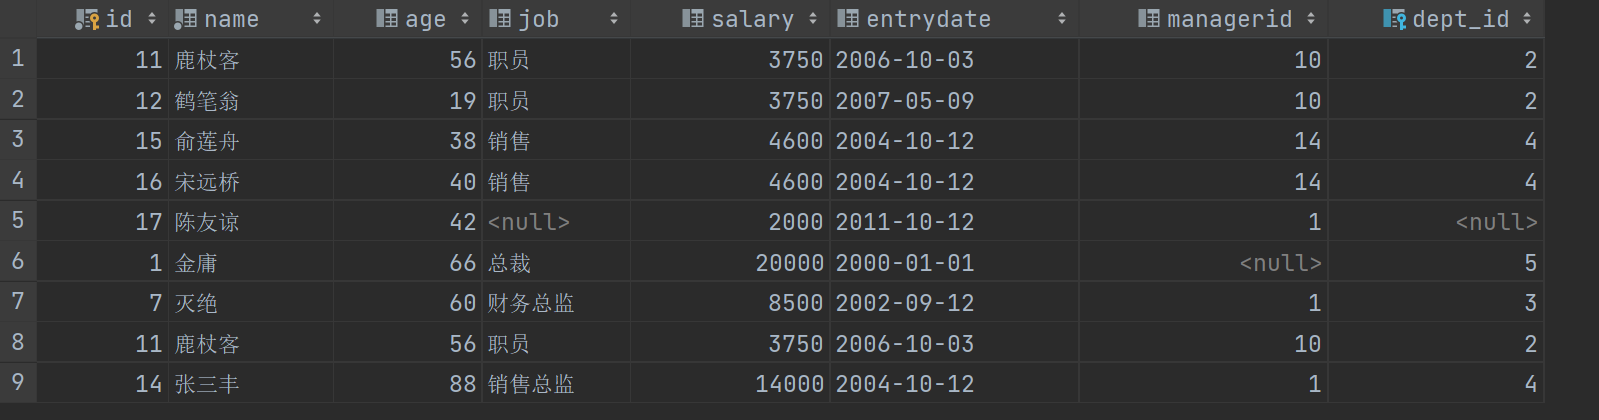 id name age job salary entrydate managerid dept_id
1 11 鹿杖客 56 职员 3750 2006-10-03 10 2
2 12 鹤笔翁 19 职员 3750 2007-05-09 10 2
3 15 俞莲舟 38 销售 4600 2004-10-12 14 4
4 16 宋远桥 40 销售 4600 2004-10-12 14 4
5 17 陈友谅 42 <null> 2000 2011-10-12 1 <null>
6 1 金庸 66 总裁 20000 2000-01-01 <null> 5
7 7 灭绝 60 财务总监 8500 2002-09-12 1 3
8 11 鹿杖客 56 职员 3750 2006-10-03 10 2
9 14 张三丰 88 销售总监 14000 2004-10-12 1 4